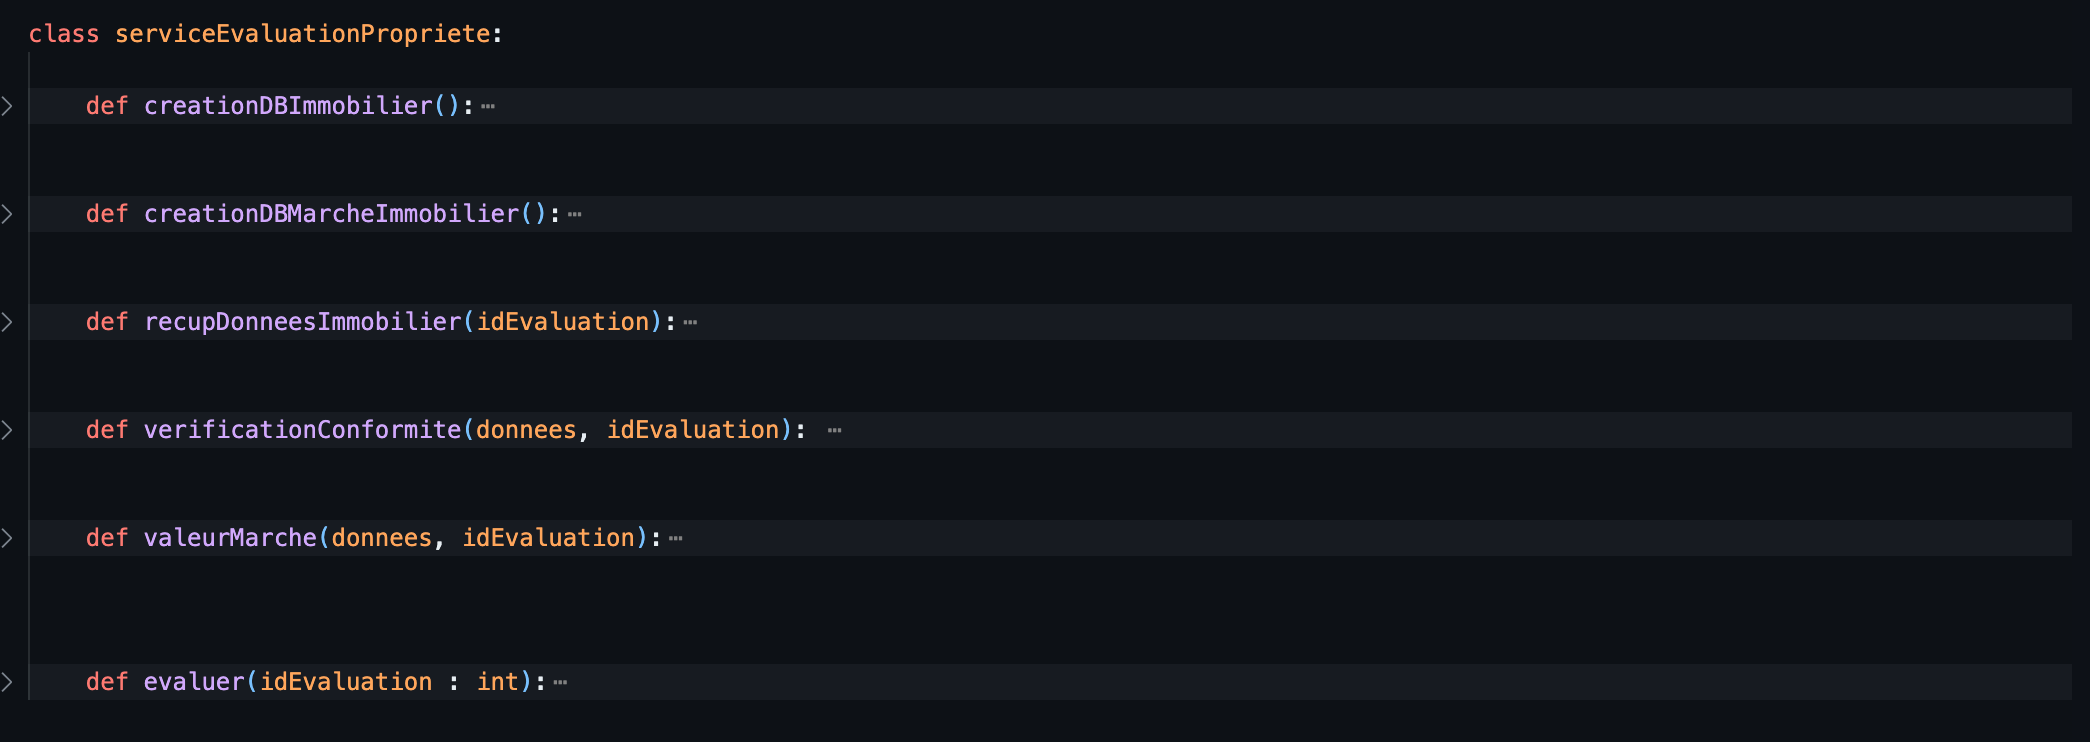 class serviceEvaluationPropriete:
def creationDBImmobilier():…
def creationDBMarcheImmobilier():…
def recupDonneesImmobilier(idEvaluation):…
def verificationConformite(donnees, idEvaluation): …
def valeurMarche(donnees, idEvaluation):…
def evaluer(idEvaluation : int):…